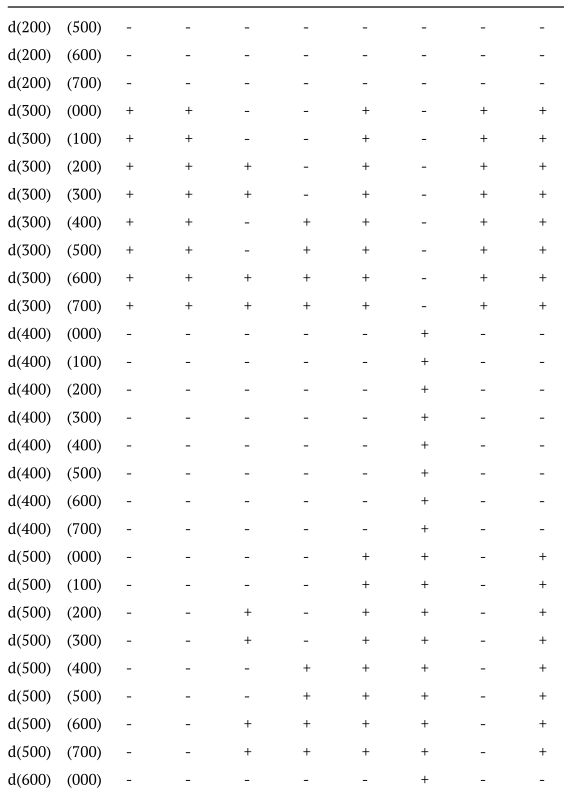 d(200) (500) - - - - - - - -
d(200) (600) - - - - - - - -
d(200) (700) - - - - - - - -
d(300) (000) + + - - + - + +
d(300) (100) + + - - + - + +
d(300) (200) + + + - + - + +
d(300) (300) + + + - + - + +
d(300) (400) + + - + + - + +
d(300) (500) + + - + + - + +
d(300) (600) + + + + + - + +
d(300) (700) + + + + + - + +
d(400) (000) - - - - - + - -
d(400) (100) - - - - - + - -
d(400) (200) - - - - - + - -
d(400) (300) - - - - - + - -
d(400) (400) - - - - - + - -
d(400) (500) - - - - - + - -
d(400) (600) - - - - - + - -
d(400) (700) - - - - - + - -
d(500) (000) - - - - + + - +
d(500) (100) - - - - + + - +
d(500) (200) - - + - + + - +
d(500) (300) - - + - + + - +
d(500) (400) - - - + + + - +
d(500) (500) - - - + + + - +
d(500) (600) - - + + + + - +
d(500) (700) - - + + + + - +
d(600) (000) - - - - - + - -